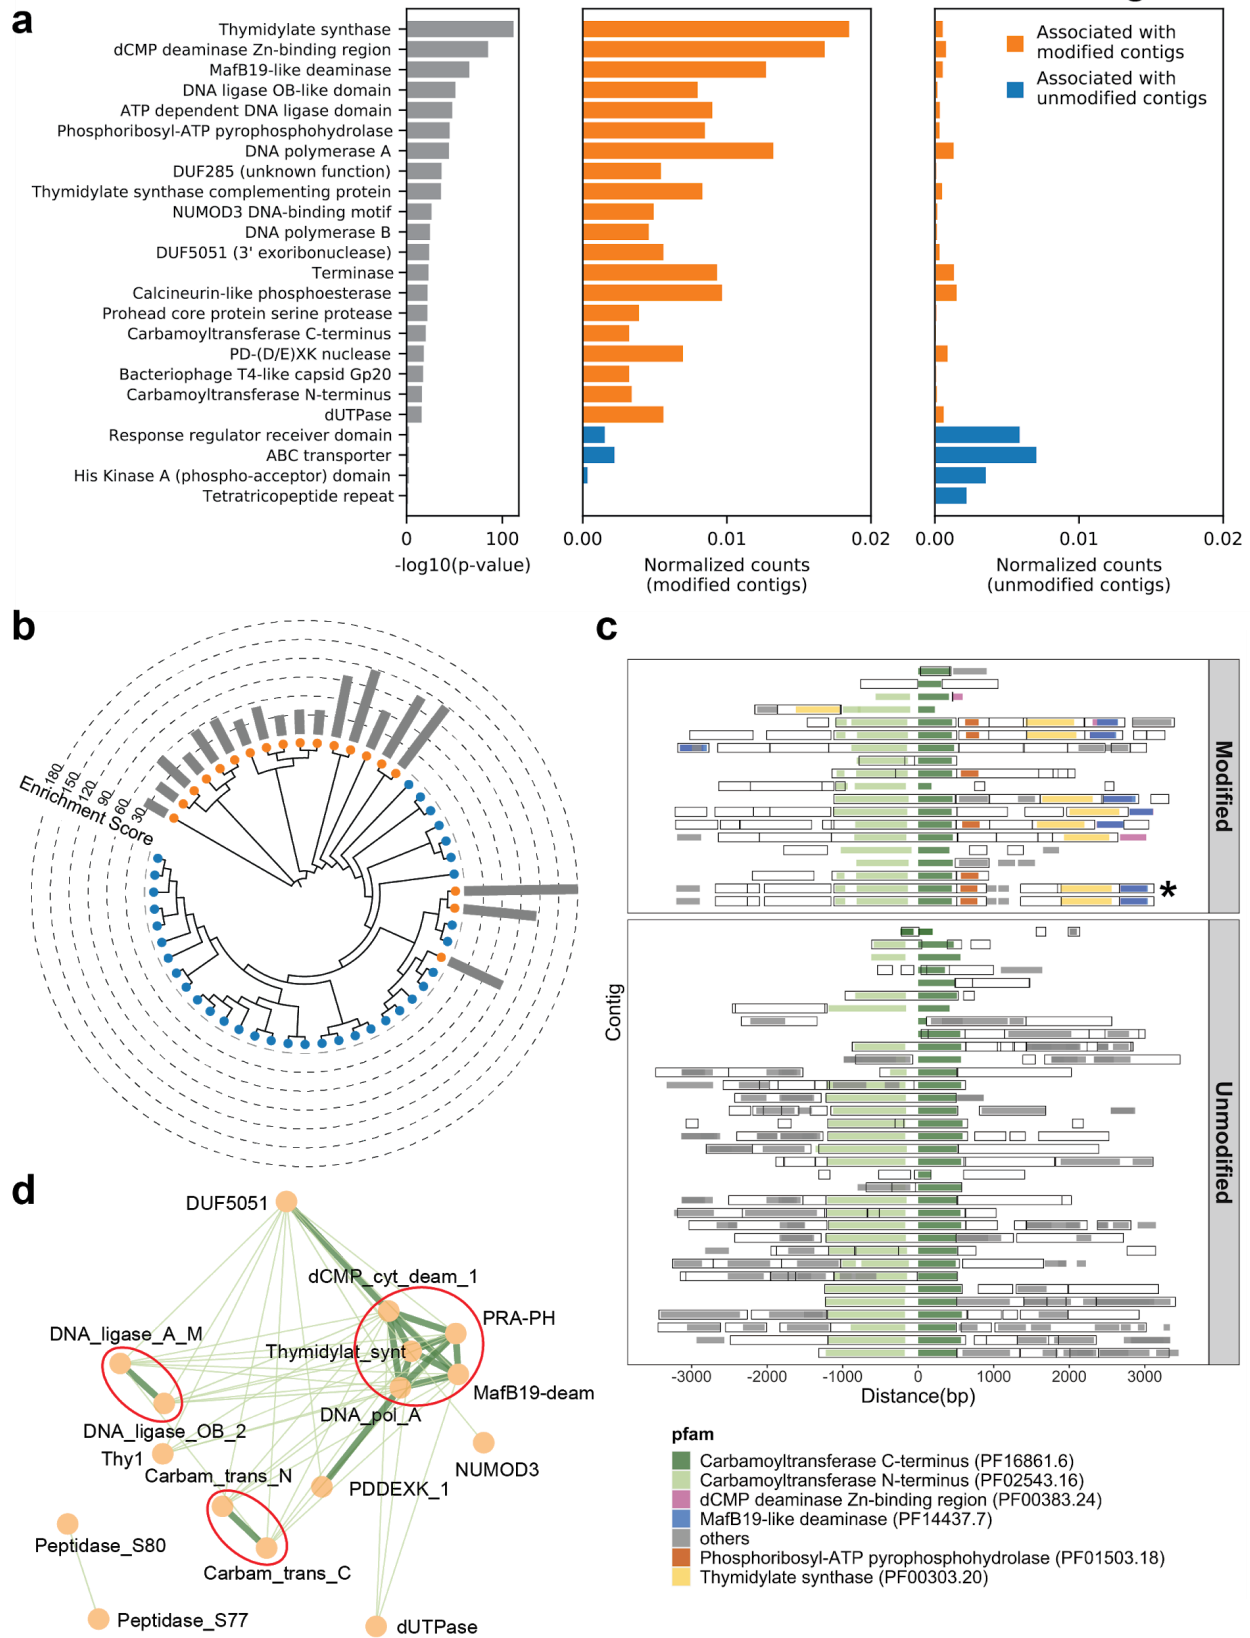 a
Thymidylate synthase
dCMP deaminase Zn-binding region
MafB19-like deaminase
DNA ligase OB-like domain
ATP dependent DNA ligase domain
Phosphoribosyl-ATP pyrophosphohydrolase
DNA polymerase A
DUF285 (unknown function)
Thymidylate synthase complementing protein
NUMOD3 DNA-binding motif
DNA polymerase B
DUF5051 (3' exoribonuclease)
Terminase
Calcineurin-like phosphoesterase
Prohead core protein serine protease
Carbamoyltransferase C-terminus
PD-(D/E)XK nuclease
Bacteriophage T4-like capsid Gp20
Carbamoyltransferase N-terminus
dUTPase
Response regulator receiver domain
ABC transporter
His Kinase A (phospho-acceptor) domain
Tetratricopeptide repeat
0 100
-log10(p-value)
0.00 0.01 0.02
Normalized counts
(modified contigs)
Associated with
modified contigs
Associated with
unmodified contigs
0.00 0.01 0.02
Normalized counts
(unmodified contigs)
b
180
150
120
90
60
30
Enrichment Score
c
Modified
*
Unmodified
Contig
-3000 -2000 -1000 0 1000 2000 3000
Distance(bp)
pfam
Carbamoyltransferase C-terminus (PF16861.6)
Carbamoyltransferase N-terminus (PF02543.16)
dCMP deaminase Zn-binding region (PF00383.24)
MafB19-like deaminase (PF14437.7)
others
Phosphoribosyl-ATP pyrophosphohydrolase (PF01503.18)
Thymidylate synthase (PF00303.20)
d
DUF5051
dCMP_cyt_deam_1
PRA-PH
DNA_ligase_A_M
Thymidylat_synt
MafB19-deam
DNA_pol_A
DNA_ligase_OB_2
Thy1
NUMOD3
Carbam_trans_N
PDDEXK_1
Peptidase_S80
Carbam_trans_C
Peptidase_S77
dUTPase